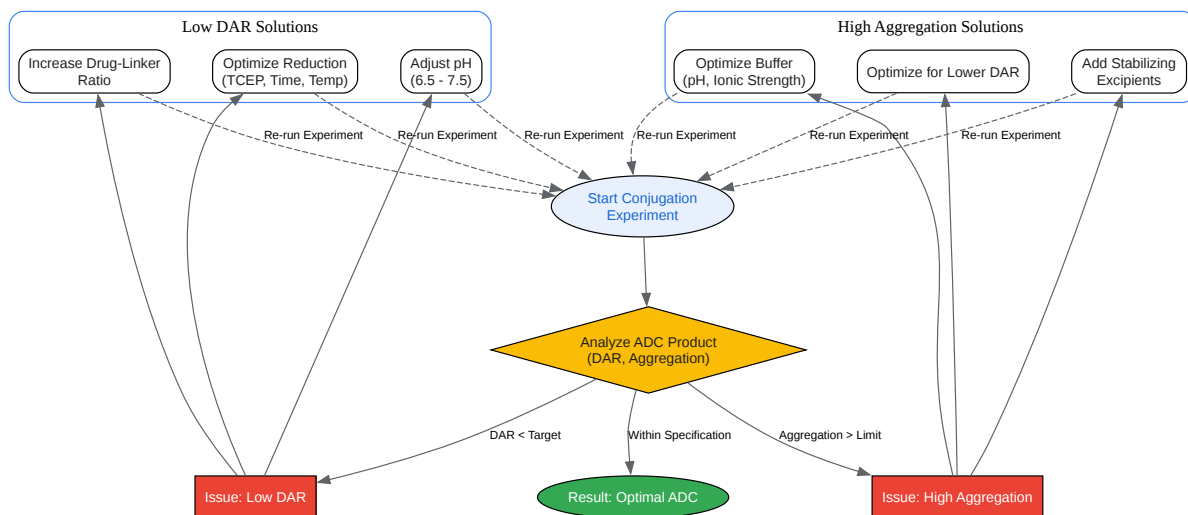 Low DAR Solutions
High Aggregation Solutions
Increase Drug-Linker
Ratio
Optimize Reduction
(TCEP, Time, Temp)
Adjust pH
(6.5 - 7.5)
Optimize Buffer
(pH, Ionic Strength)
Optimize for Lower DAR
Add Stabilizing
Excipients
Re-run Experiment
Re-run Experiment
Re-run Experiment
Re-run Experiment
Re-run Experiment
Re-run Experiment
Start Conjugation
Experiment
Analyze ADC Product
(DAR, Aggregation)
DAR < Target
Within Specification
Aggregation > Limit
Issue: Low DAR
Result: Optimal ADC
Issue: High Aggregation